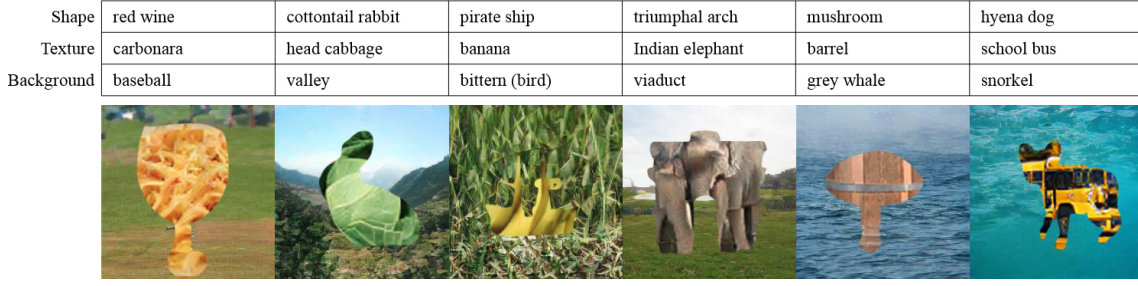 Shape red wine cottontail rabbit pirate ship triumphal arch mushroom hyena dog
Texture carbonara head cabbage banana Indian elephant barrel school bus
Background baseball valley bittern (bird) viaduct grey whale snorkel